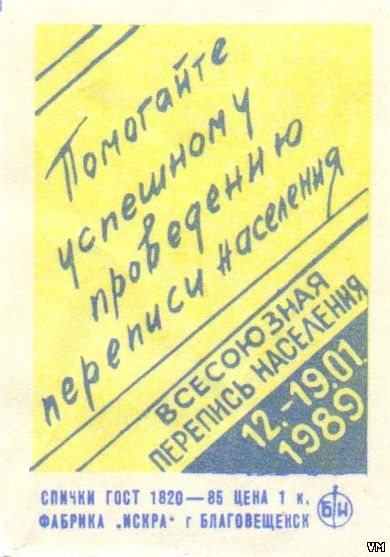 Помогайте
успешному
проведению
переписи населения
ВСЕСОЮЗНАЯ
ПЕРЕПИСЬ НАСЕЛЕНИЯ
12.–19.01.
1989
СПИЧКИ ГОСТ 1820—85 ЦЕНА 1 к.
ФАБРИКА „ИСКРА" г БЛАГОВЕЩЕНСК
БИ
VM